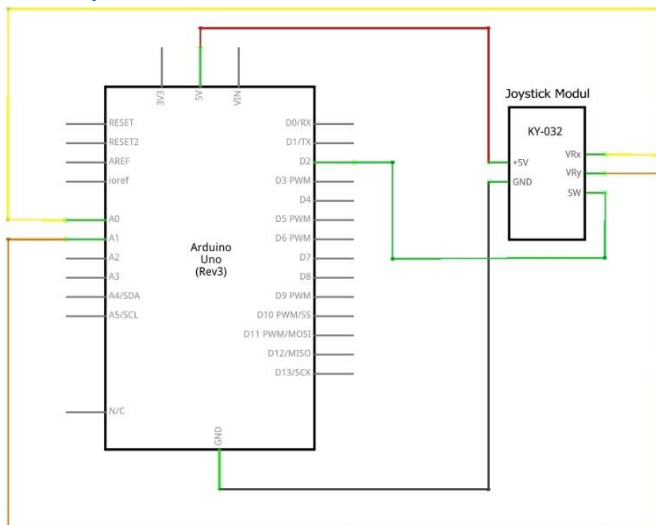 3V3
5V
VIN
RESET
RESET2
AREF
ioref
A0
A1
A2
A3
A4/SDA
A5/SCL
N/C
Arduino
Uno
(Rev3)
D0/RX
D1/TX
D2
D3 PWM
D4
D5 PWM
D6 PWM
D7
D8
D9 PWM
D10 PWM/SS
D11 PWM/MOSI
D12/MISO
D13/SCK
GND
Joystick Modul
KY-032
+5V
GND
VRx
VRy
SW